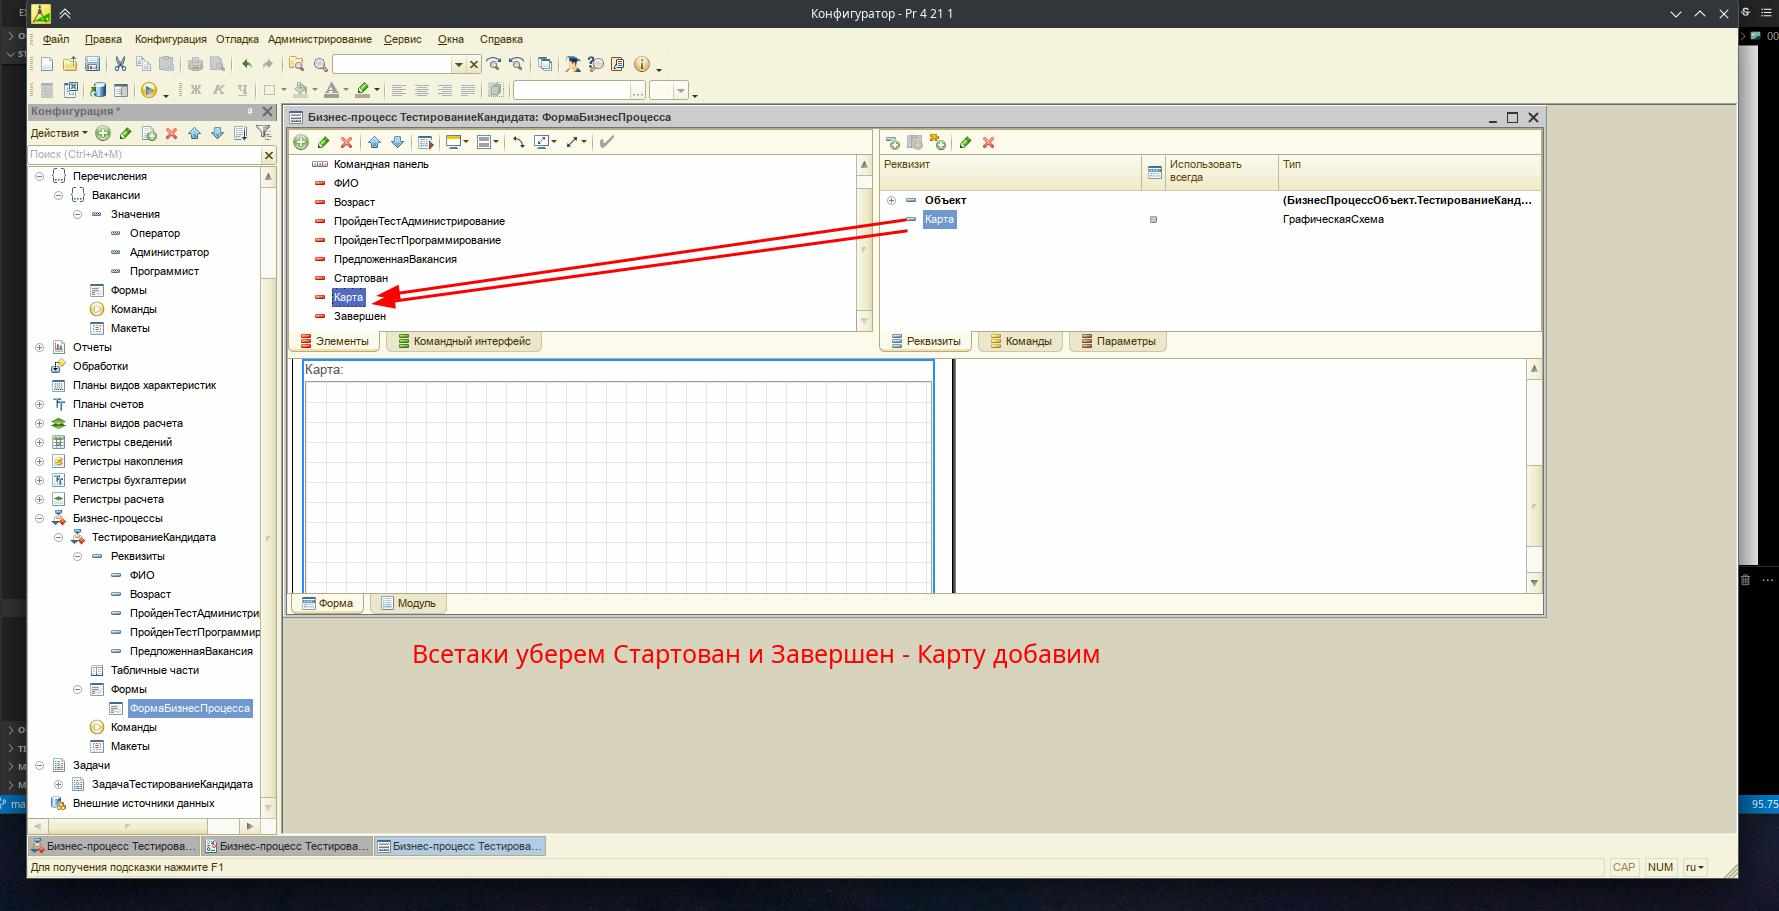 Конфигуратор - Pr 4 21 1
Файл Правка Конфигурация Отладка Администрирование Сервис Окна Справка
Ж К Ч
Конфигурация *
Действия
Поиск (Ctrl+Alt+M)
Перечисления
Вакансии
Значения
Оператор
Администратор
Программист
Формы
Команды
Макеты
Отчеты
Обработки
Планы видов характеристик
Планы счетов
Планы видов расчета
Регистры сведений
Регистры накопления
Регистры бухгалтерии
Регистры расчета
Бизнес-процессы
ТестированиеКандидата
Реквизиты
ФИО
Возраст
ПройденТестАдминистри
ПройденТестПрограммир
ПредложеннаяВакансия
Табличные части
Формы
ФормаБизнесПроцесса
Команды
Макеты
Задачи
ЗадачаТестированиеКандидата
Внешние источники данных
Бизнес-процесс ТестированиеКандидата: ФормаБизнесПроцесса
Командная панель
ФИО
Возраст
ПройденТестАдминистрирование
ПройденТестПрограммирование
ПредложеннаяВакансия
Стартован
Карта
Завершен
Элементы Командный интерфейс
Реквизит Использовать всегда Тип
Объект (БизнесПроцессОбъект.ТестированиеКанд...
Карта ГрафическаяСхема
Реквизиты Команды Параметры
Карта:
Форма Модуль
Всетаки уберем Стартован и Завершен - Карту добавим
Бизнес-процесс Тестирова... Бизнес-процесс Тестирова... Бизнес-процесс Тестирова...
Для получения подсказки нажмите F1
CAP NUM ru
95.75